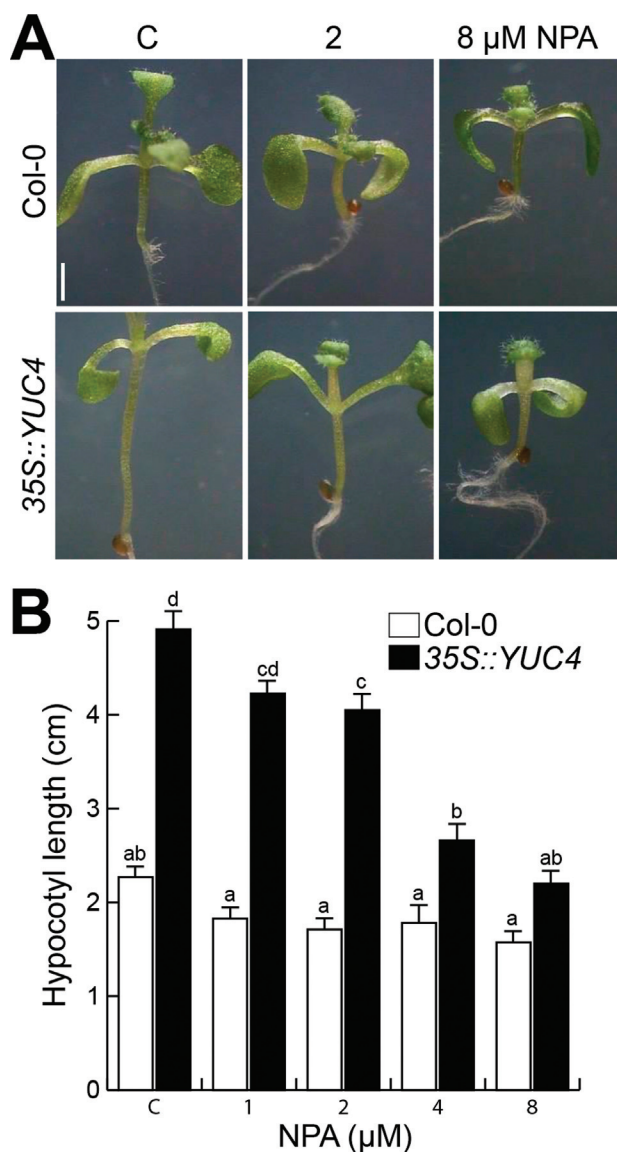 A
C 2 8 µM NPA
Col-0
35S::YUC4
B
Hypocotyl length (cm)
5
4
3
2
1
0
Col-0
35S::YUC4
ab d
a cd
a c
a b
a ab
C 1 2 4 8
NPA (µM)